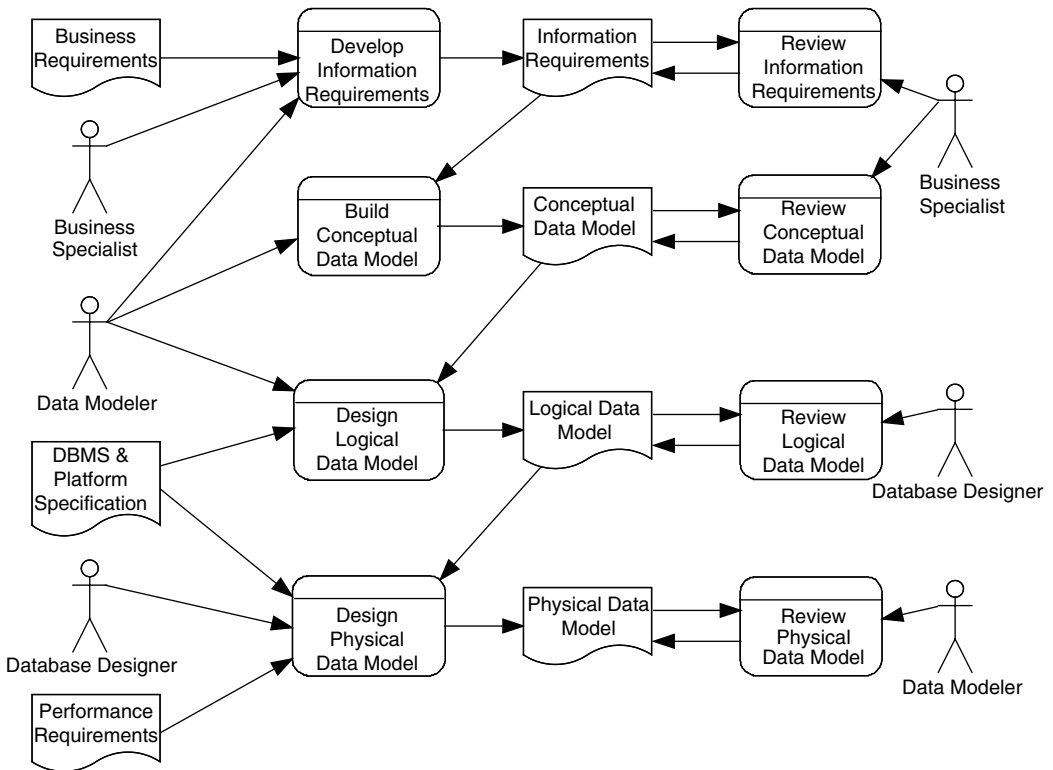 Business
Requirements
Develop
Information
Requirements
Information
Requirements
Review
Information
Requirements
Business
Specialist
Business
Specialist
Build
Conceptual
Data Model
Conceptual
Data Model
Review
Conceptual
Data Model
Data Modeler
Design
Logical
Data Model
Logical Data
Model
Review
Logical
Data Model
Database Designer
DBMS &
Platform
Specification
Database Designer
Design
Physical
Data Model
Physical Data
Model
Review
Physical
Data Model
Data Modeler
Performance
Requirements